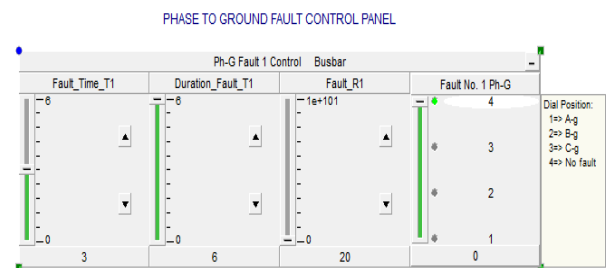 PHASE TO GROUND FAULT CONTROL PANEL
Ph-G Fault 1 Control Busbar
Fault_Time_T1 Duration_Fault_T1 Fault_R1 Fault No. 1 Ph-G
6 6 1e+101 4
3
2
0 0 0 1
3 6 20 0
Dial Position:
1=> A-g
2=> B-g
3=> C-g
4=> No fault